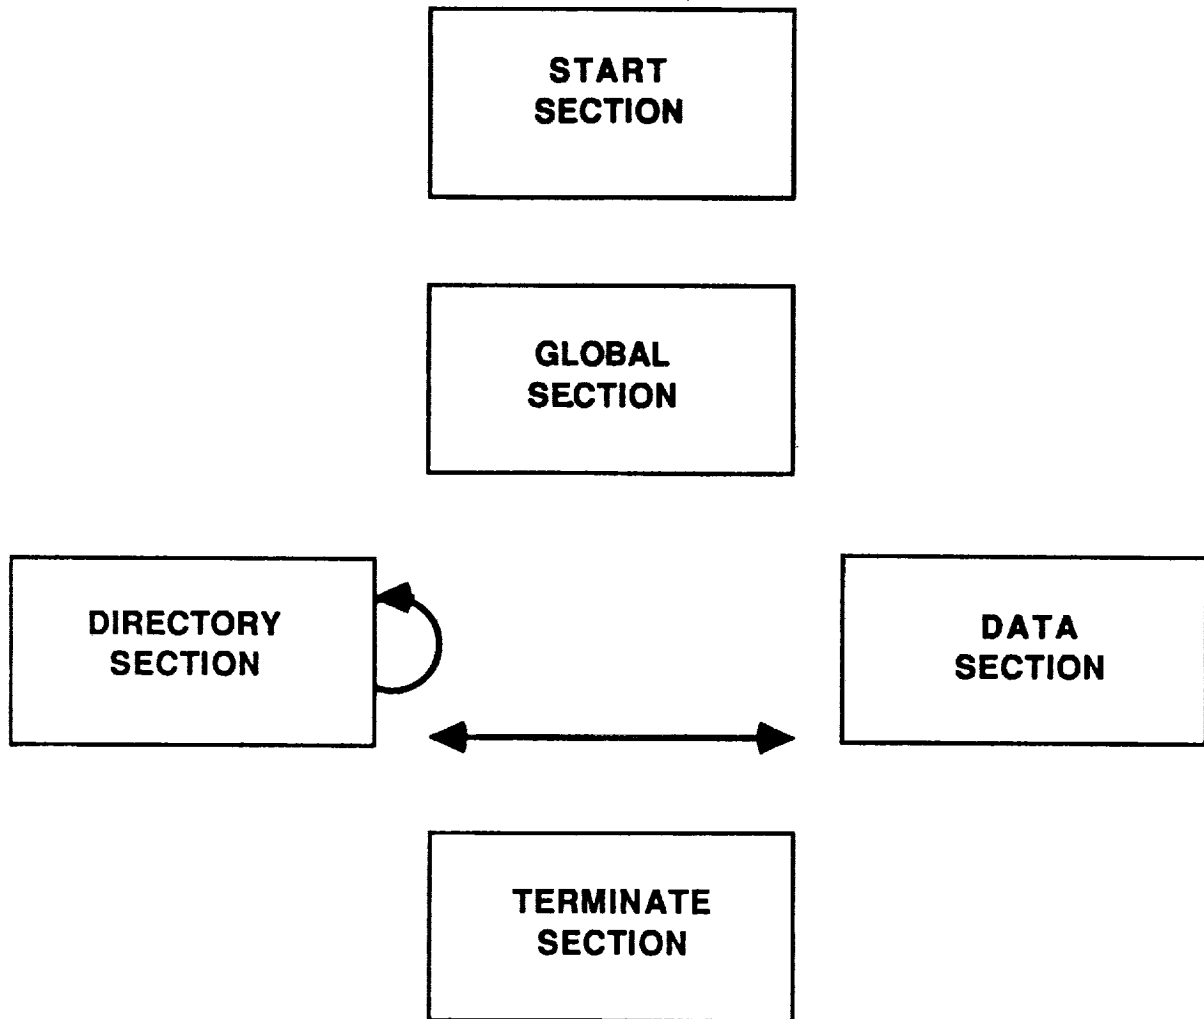 START
SECTION
GLOBAL
SECTION
DIRECTORY
SECTION
DATA
SECTION
TERMINATE
SECTION